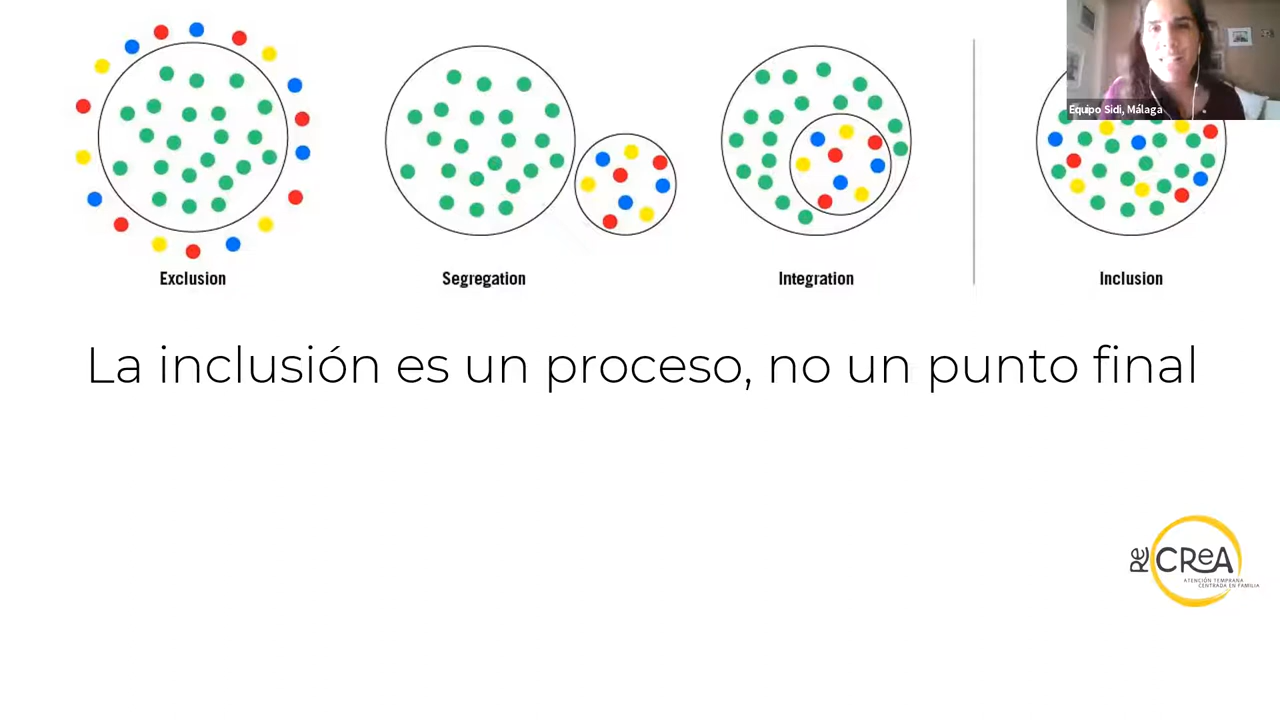 Equipo Sidi, Málaga
Exclusion
Segregation
Integration
Inclusion
La inclusión es un proceso, no un punto final
Re
CReA
ATENCIÓN TEMPRANA
CENTRADA EN FAMILIA